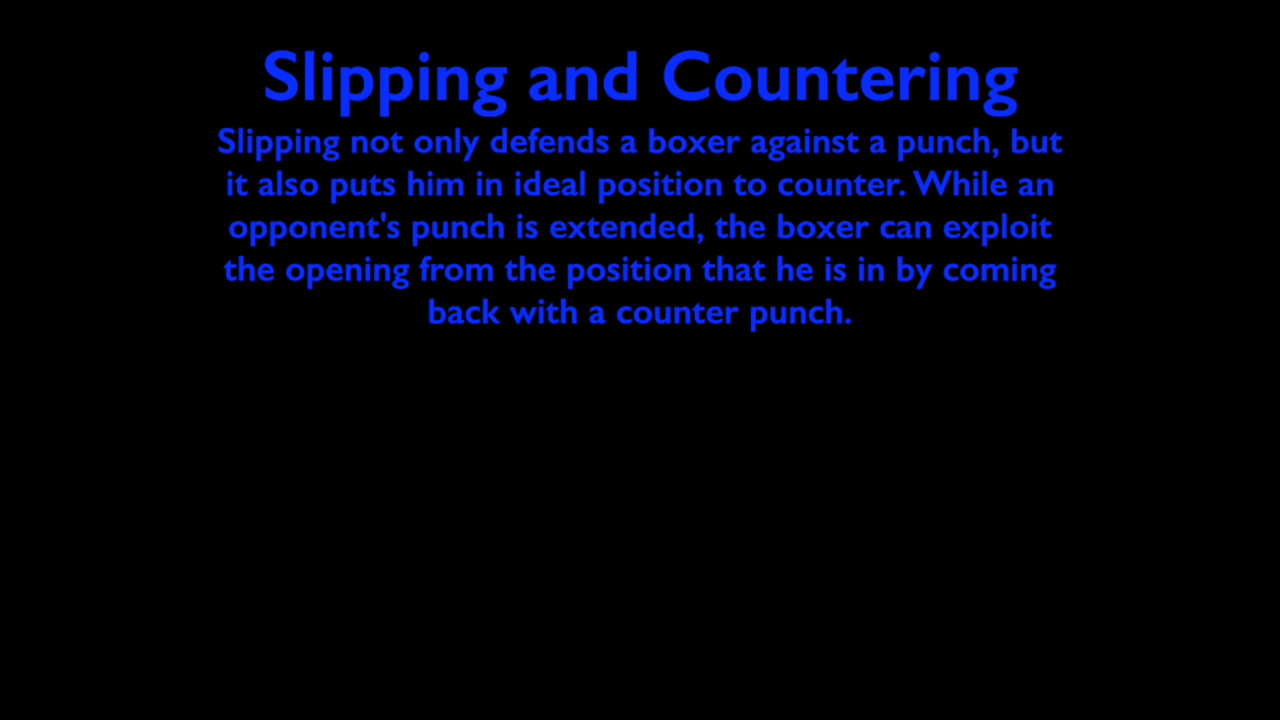 Slipping and Countering
Slipping not only defends a boxer against a punch, but
it also puts him in ideal position to counter. While an
opponent's punch is extended, the boxer can exploit
the opening from the position that he is in by coming
back with a counter punch.